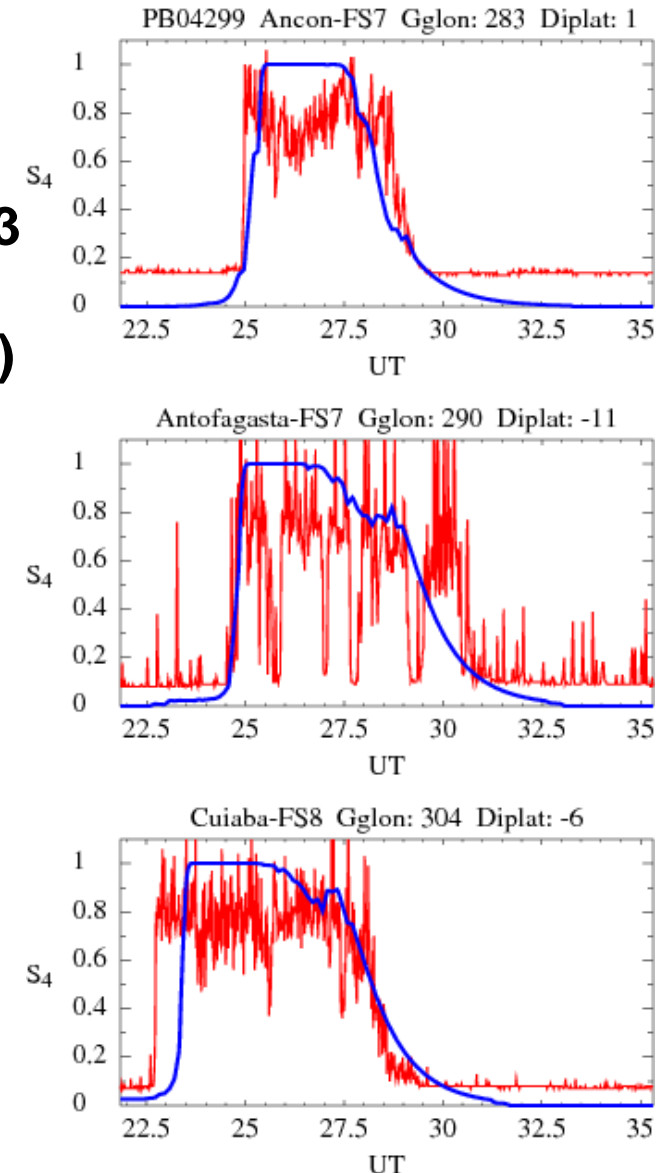 PB04299 Ancon-FS7 Gglon: 283 Diplat: 1
1
0.8
0.6
S4
3
0.4
0.2
0
22.5 25 27.5 30 32.5 35
UT
)
Antofagasta-FS7 Gglon: 290 Diplat: -11
1
0.8
0.6
S4
0.4
0.2
0
22.5 25 27.5 30 32.5 35
UT
Cuiaba-FS8 Gglon: 304 Diplat: -6
1
0.8
0.6
S4
0.4
0.2
0
22.5 25 27.5 30 32.5 35
UT